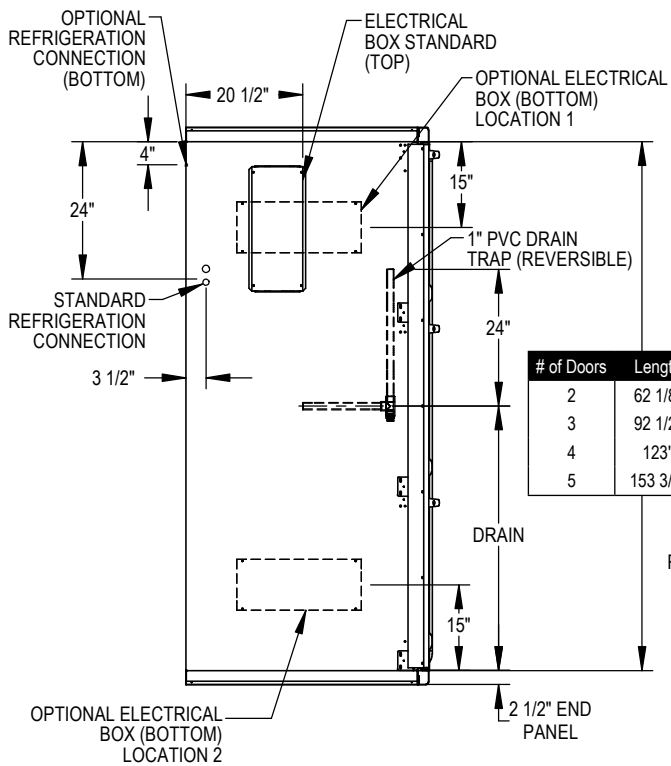 OPTIONAL
REFRIGERATION
CONNECTION
(BOTTOM)
ELECTRICAL
BOX STANDARD
(TOP)
OPTIONAL ELECTRICAL
BOX (BOTTOM)
LOCATION 1
20 1/2"
4"
24"
15"
1" PVC DRAIN
TRAP (REVERSIBLE)
STANDARD
REFRIGERATION
CONNECTION
24"
3 1/2"
# of Doors
2 62 1/8
3 92 1/2
4 123"
5 153 3/
DRAIN
15"
OPTIONAL ELECTRICAL
BOX (BOTTOM)
LOCATION 2
2 1/2" END
PANEL